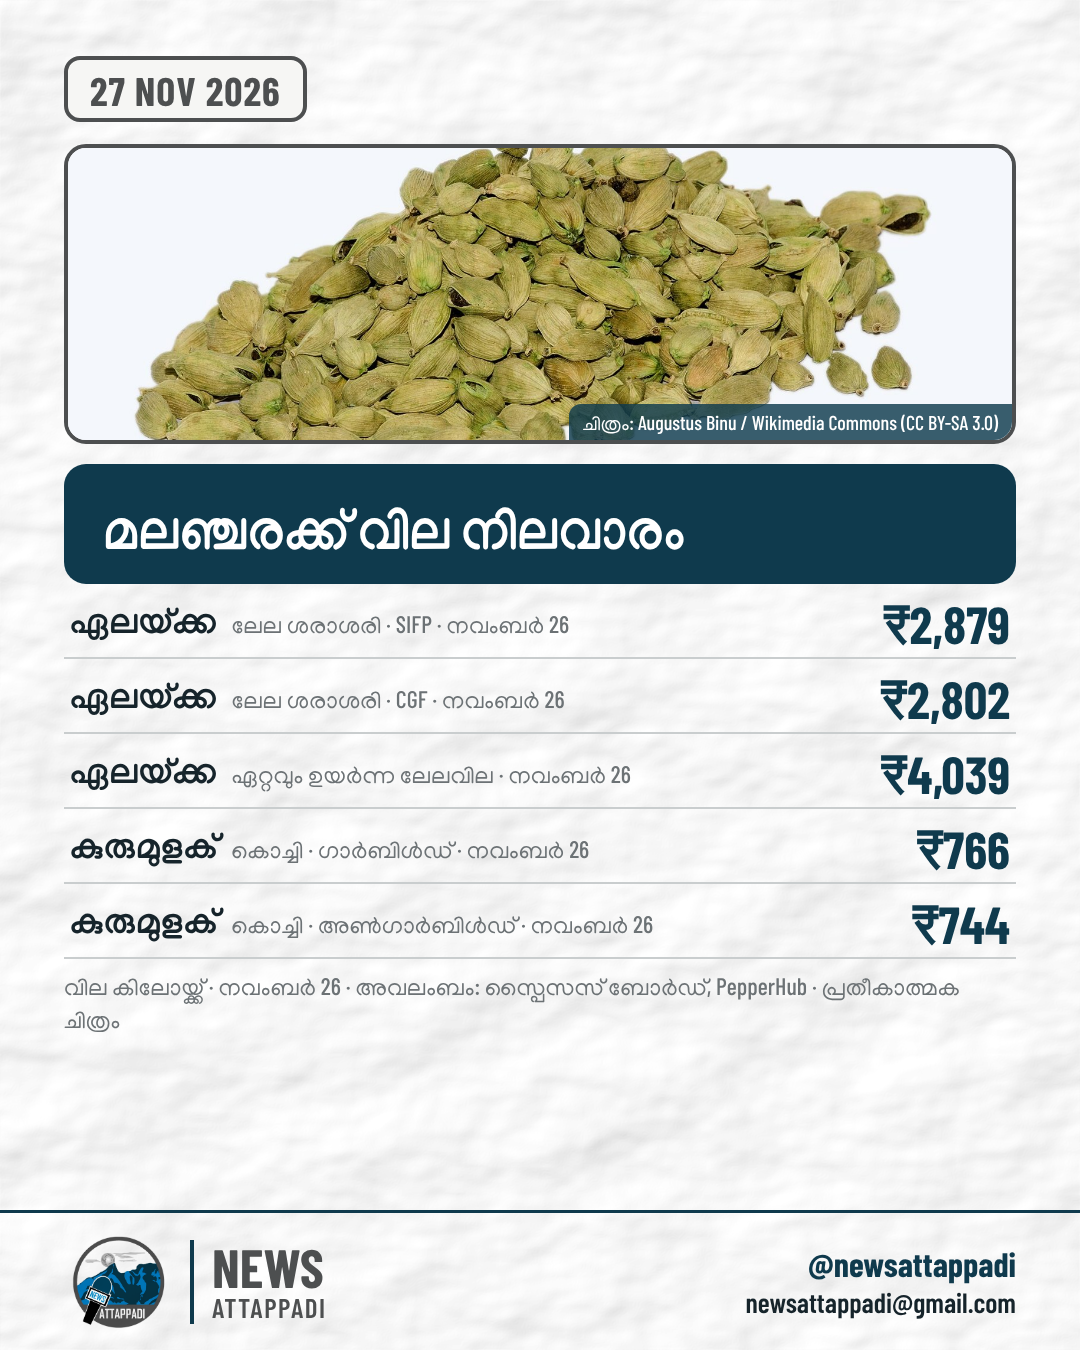 27 NOV 2026
ചിത്രം: Augustus Binu / Wikimedia Commons (CC BY-SA 3.0)
മലഞ്ചരക്ക് വില നിലവാരം
ഏലയ്ക്ക ലേല ശരാശരി · SIFP · നവംബർ 26 ₹2,879
ഏലയ്ക്ക ലേല ശരാശരി · CGF · നവംബർ 26 ₹2,802
ഏലയ്ക്ക ഏറ്റവും ഉയർന്ന ലേലവില · നവംബർ 26 ₹4,039
കുരുമുളക് കൊച്ചി · ഗാർബിൾഡ് · നവംബർ 26 ₹766
കുരുമുളക് കൊച്ചി · അൺഗാർബിൾഡ് · നവംബർ 26 ₹744
വില കിലോയ്ക്ക് · നവംബർ 26 · അവലംബം: സ്പൈസസ് ബോർഡ്, PepperHub · പ്രതീകാത്മക
ചിത്രം
NEWS
ATTAPPADI
NEWS
ATTAPPADI
@newsattappadi
newsattappadi@gmail.com